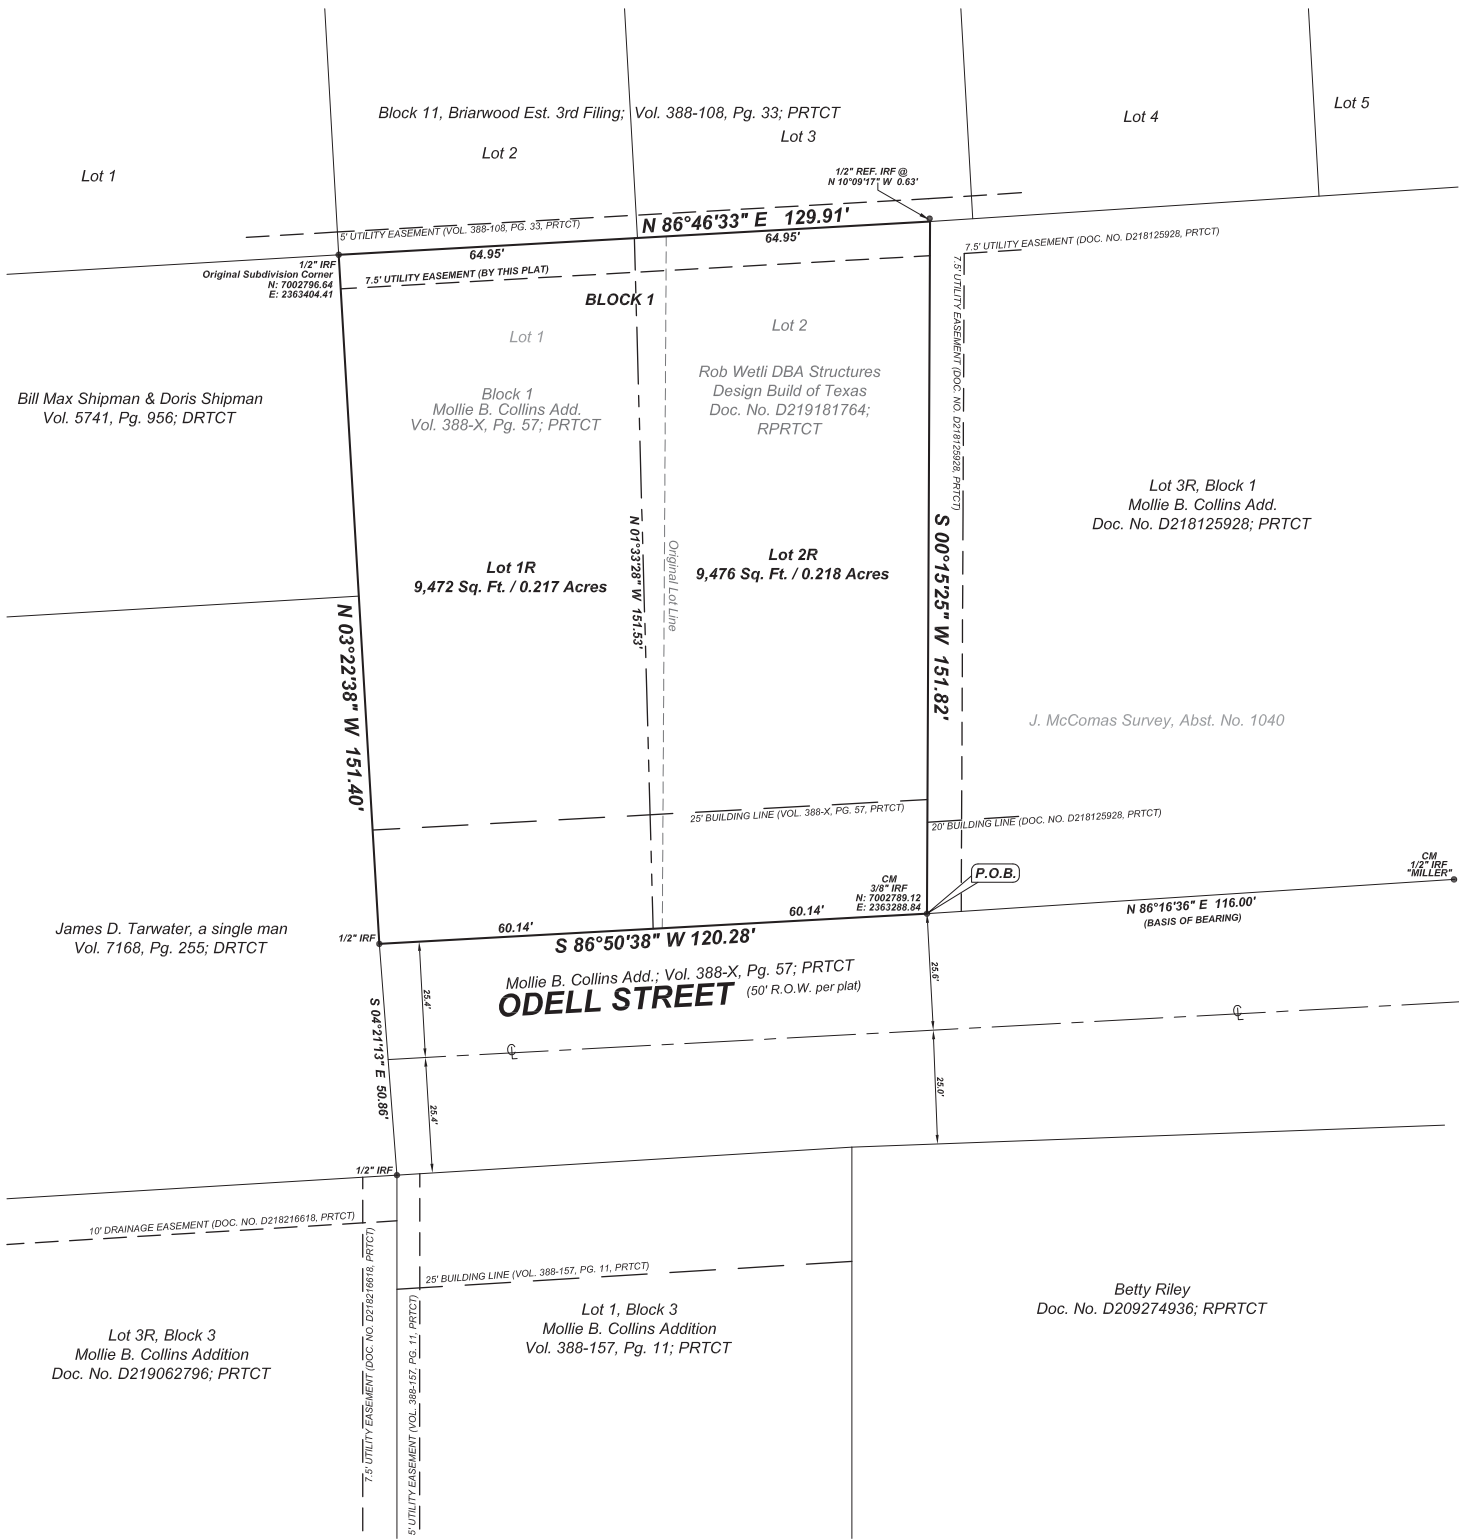 Block 11, Briarwood Est. 3rd Filing; Vol. 388-108, Pg. 33; PRTCT
Lot 1
Lot 2
Lot 3
Lot 4
Lot 5
1/2" REF. IRF @
N 10°09'17" W 0.63'
5' UTILITY EASEMENT (VOL. 388-108, PG. 33, PRTCT)
N 86°46'33" E 129.91'
64.95'
64.95'
1/2" IRF
Original Subdivision Corner
N: 7002796.64
E: 2363404.41
7.5' UTILITY EASEMENT (BY THIS PLAT)
7.5' UTILITY EASEMENT (DOC. NO. D218125928, PRTCT)
7.5' UTILITY EASEMENT (DOC. NO. D218125928, PRTCT)
BLOCK 1
Lot 1
Block 1
Mollie B. Collins Add.
Vol. 388-X, Pg. 57; PRTCT
Lot 2
Rob Wetli DBA Structures
Design Build of Texas
Doc. No. D219181764;
RPRTCT
Bill Max Shipman & Doris Shipman
Vol. 5741, Pg. 956; DRTCT
Lot 3R, Block 1
Mollie B. Collins Add.
Doc. No. D218125928; PRTCT
Lot 1R
9,472 Sq. Ft. / 0.217 Acres
N 01°33'28" W 151.53'
Original Lot Line
Lot 2R
9,476 Sq. Ft. / 0.218 Acres
S 00°15'25" W 151.82'
N 03°22'38" W 151.40'
J. McComas Survey, Abst. No. 1040
25' BUILDING LINE (VOL. 388-X, PG. 57, PRTCT)
20' BUILDING LINE (DOC. NO. D218125928, PRTCT)
CM
1/2" IRF
"MILLER"
P.O.B.
CM
3/8" IRF
N: 7002789.12
E: 2363288.84
N 86°16'36" E 116.00'
(BASIS OF BEARING)
James D. Tarwater, a single man
Vol. 7168, Pg. 255; DRTCT
1/2" IRF
60.14'
60.14'
S 86°50'38" W 120.28'
Mollie B. Collins Add.; Vol. 388-X, Pg. 57; PRTCT
ODELL STREET (50' R.O.W. per plat)
25.4'
25.6'
S 04°21'13" E 50.86'
CL
CL
25.4'
25.0'
1/2" IRF
10' DRAINAGE EASEMENT (DOC. NO. D218216618, PRTCT)
7.5' UTILITY EASEMENT (DOC. NO. D218216618, PRTCT)
5' UTILITY EASEMENT (VOL. 388-157, PG. 11, PRTCT)
25' BUILDING LINE (VOL. 388-157, PG. 11, PRTCT)
Lot 3R, Block 3
Mollie B. Collins Addition
Doc. No. D219062796; PRTCT
Lot 1, Block 3
Mollie B. Collins Addition
Vol. 388-157, Pg. 11; PRTCT
Betty Riley
Doc. No. D209274936; RPRTCT